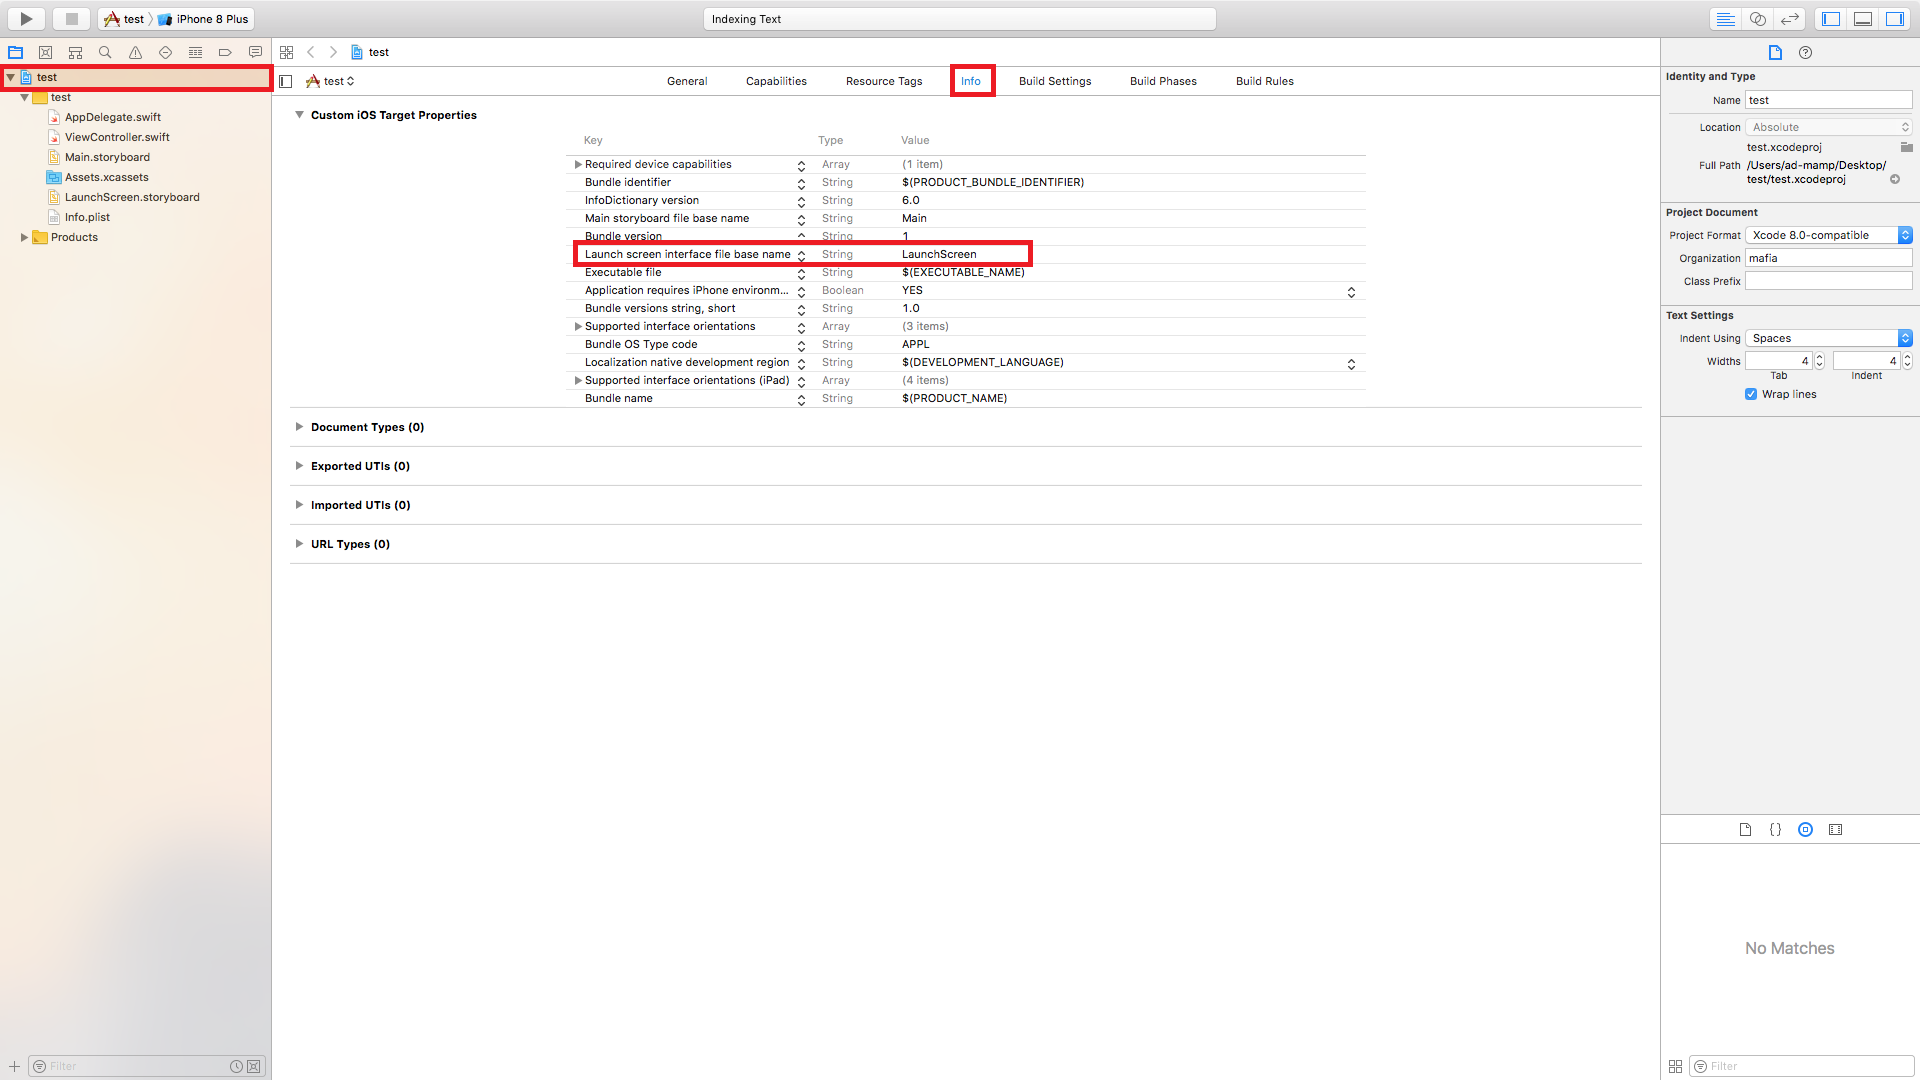 test
iPhone 8 Plus
Indexing Text
test
test
test
General
Capabilities
Resource Tags
Info
Build Settings
Build Phases
Build Rules
test
AppDelegate.swift
ViewController.swift
Main.storyboard
Assets.xcassets
LaunchScreen.storyboard
Info.plist
Products
Filter
Custom iOS Target Properties
Key Type Value
Required device capabilities Array (1 item)
Bundle identifier String $(PRODUCT_BUNDLE_IDENTIFIER)
InfoDictionary version String 6.0
Main storyboard file base name String Main
Bundle version String 1
Launch screen interface file base name String LaunchScreen
Executable file String $(EXECUTABLE_NAME)
Application requires iPhone environm... Boolean YES
Bundle versions string, short String 1.0
Supported interface orientations Array (3 items)
Bundle OS Type code String APPL
Localization native development region String $(DEVELOPMENT_LANGUAGE)
Supported interface orientations (iPad) Array (4 items)
Bundle name String $(PRODUCT_NAME)
Document Types (0)
Exported UTIs (0)
Imported UTIs (0)
URL Types (0)
Identity and Type
Name test
Location Absolute
test.xcodeproj
Full Path /Users/ad-mamp/Desktop/
test/test.xcodeproj
Project Document
Project Format Xcode 8.0-compatible
Organization mafia
Class Prefix
Text Settings
Indent Using Spaces
Widths 4 4
Tab Indent
Wrap lines
{}
No Matches
Filter